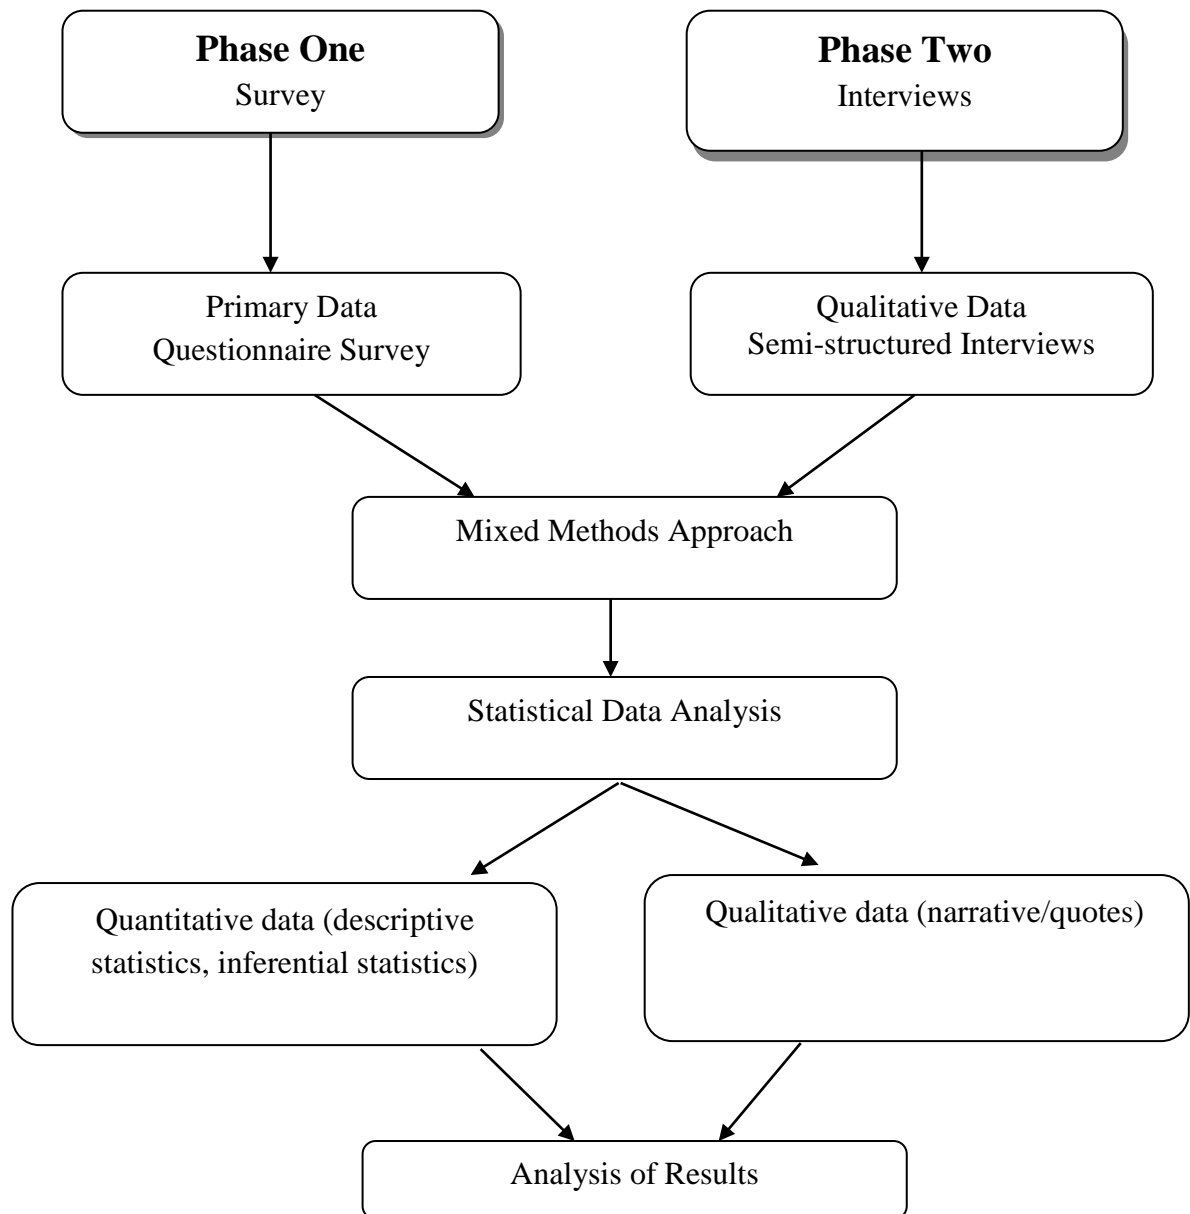 Phase One
Survey
Phase Two
Interviews
Primary Data
Questionnaire Survey
Qualitative Data
Semi-structured Interviews
Mixed Methods Approach
Statistical Data Analysis
Quantitative data (descriptive
statistics, inferential statistics)
Qualitative data (narrative/quotes)
Analysis of Results